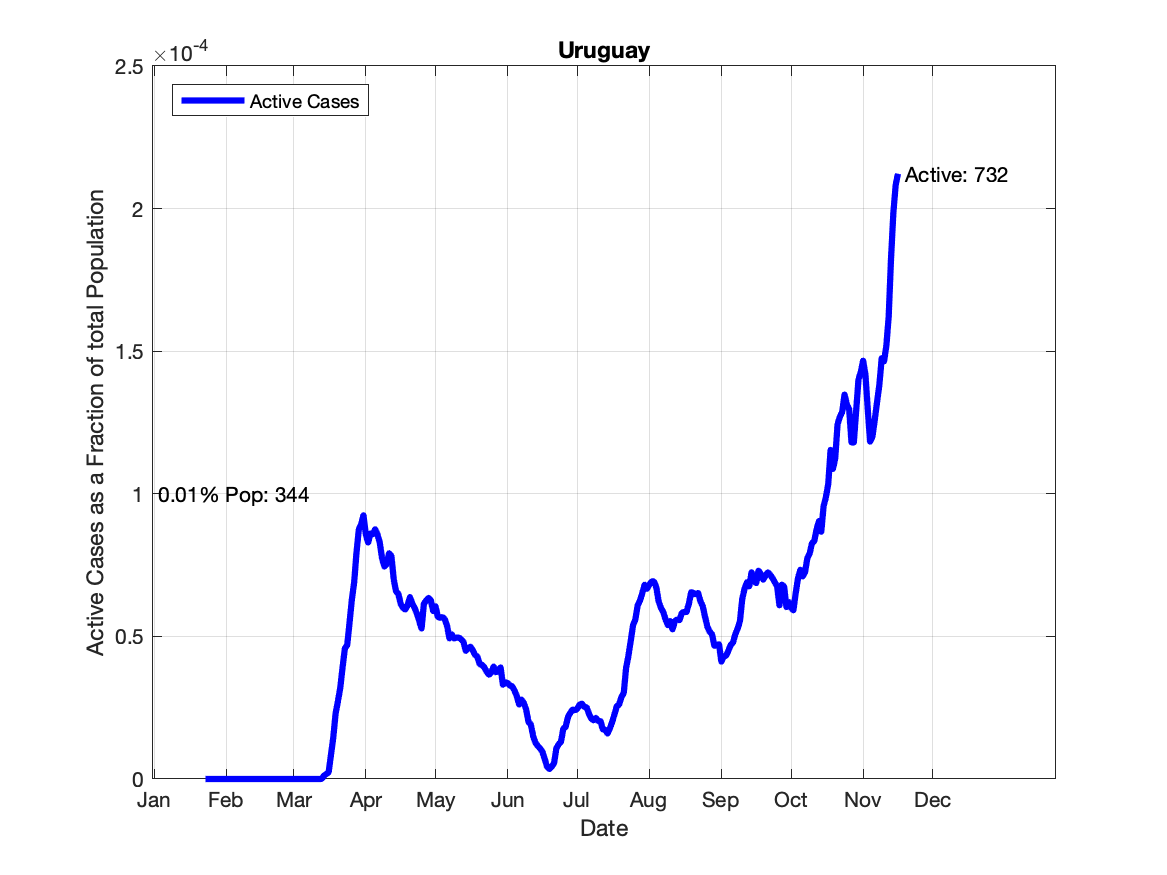 Uruguay
×10⁻⁴
2.5
2
1.5
1
0.5
0
Active Cases
Active: 732
0.01% Pop: 344
Active Cases as a Fraction of total Population
Jan Feb Mar Apr May Jun Jul Aug Sep Oct Nov Dec
Date